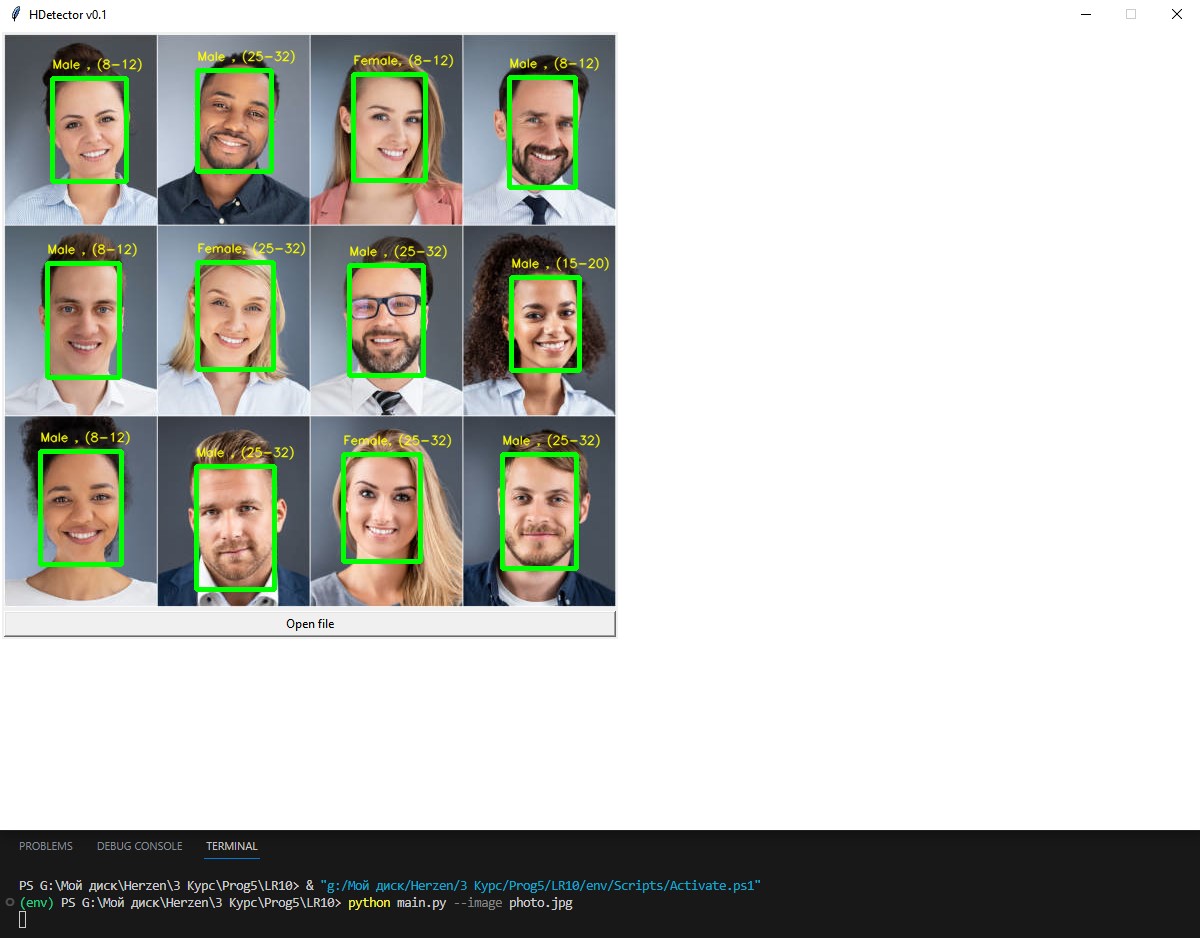 HDetector v0.1
Male , (8-12)
Male , (25-32)
Female, (8-12)
Male , (8-12)
Male , (8-12)
Female, (25-32)
Male , (25-32)
Male , (15-20)
Male , (8-12)
Male , (25-32)
Female, (25-32)
Male , (25-32)
Open file
PROBLEMS DEBUG CONSOLE TERMINAL
PS G:\Мой диск\Herzen\3 Курс\Prog5\LR10> & "g:/Мой диск/Herzen/3 Курс/Prog5/LR10/env/Scripts/Activate.ps1"
(env) PS G:\Мой диск\Herzen\3 Курс\Prog5\LR10> python main.py --image photo.jpg